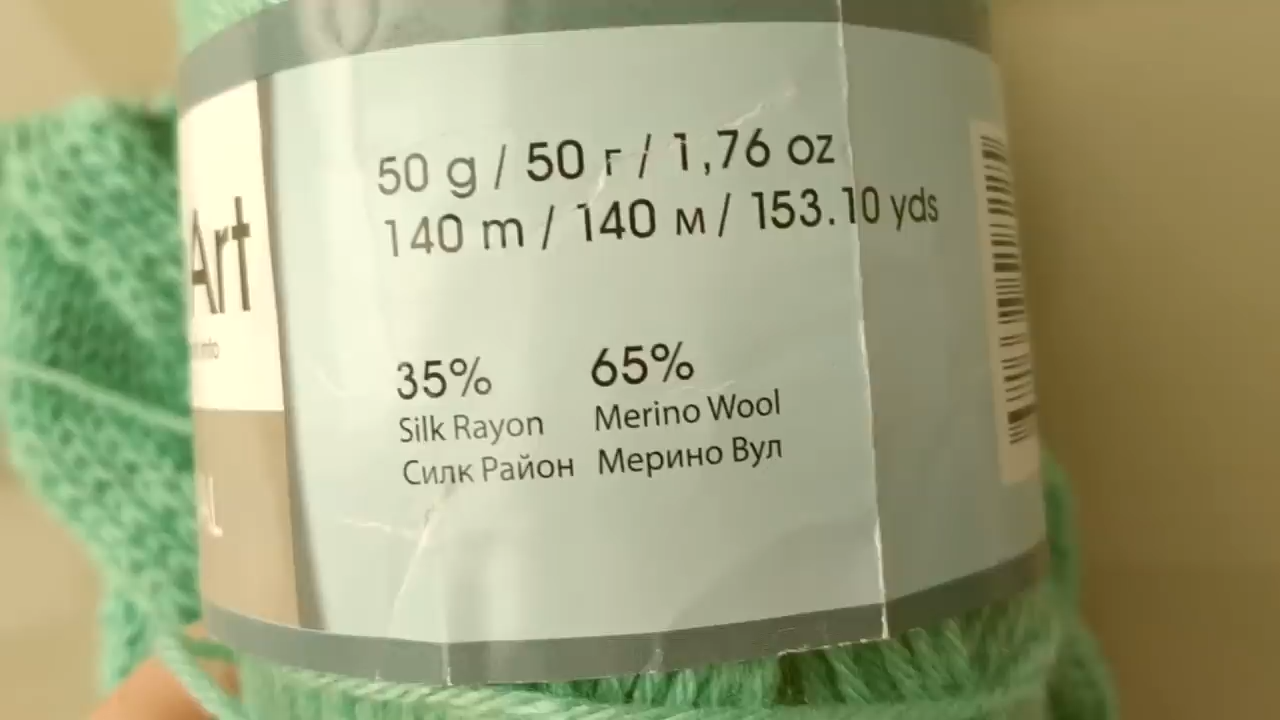 50 g / 50 г / 1,76 oz
140 m / 140 м / 153.10 yds
Art
35% 65%
Silk Rayon Merino Wool
Силк Район Мерино Вул